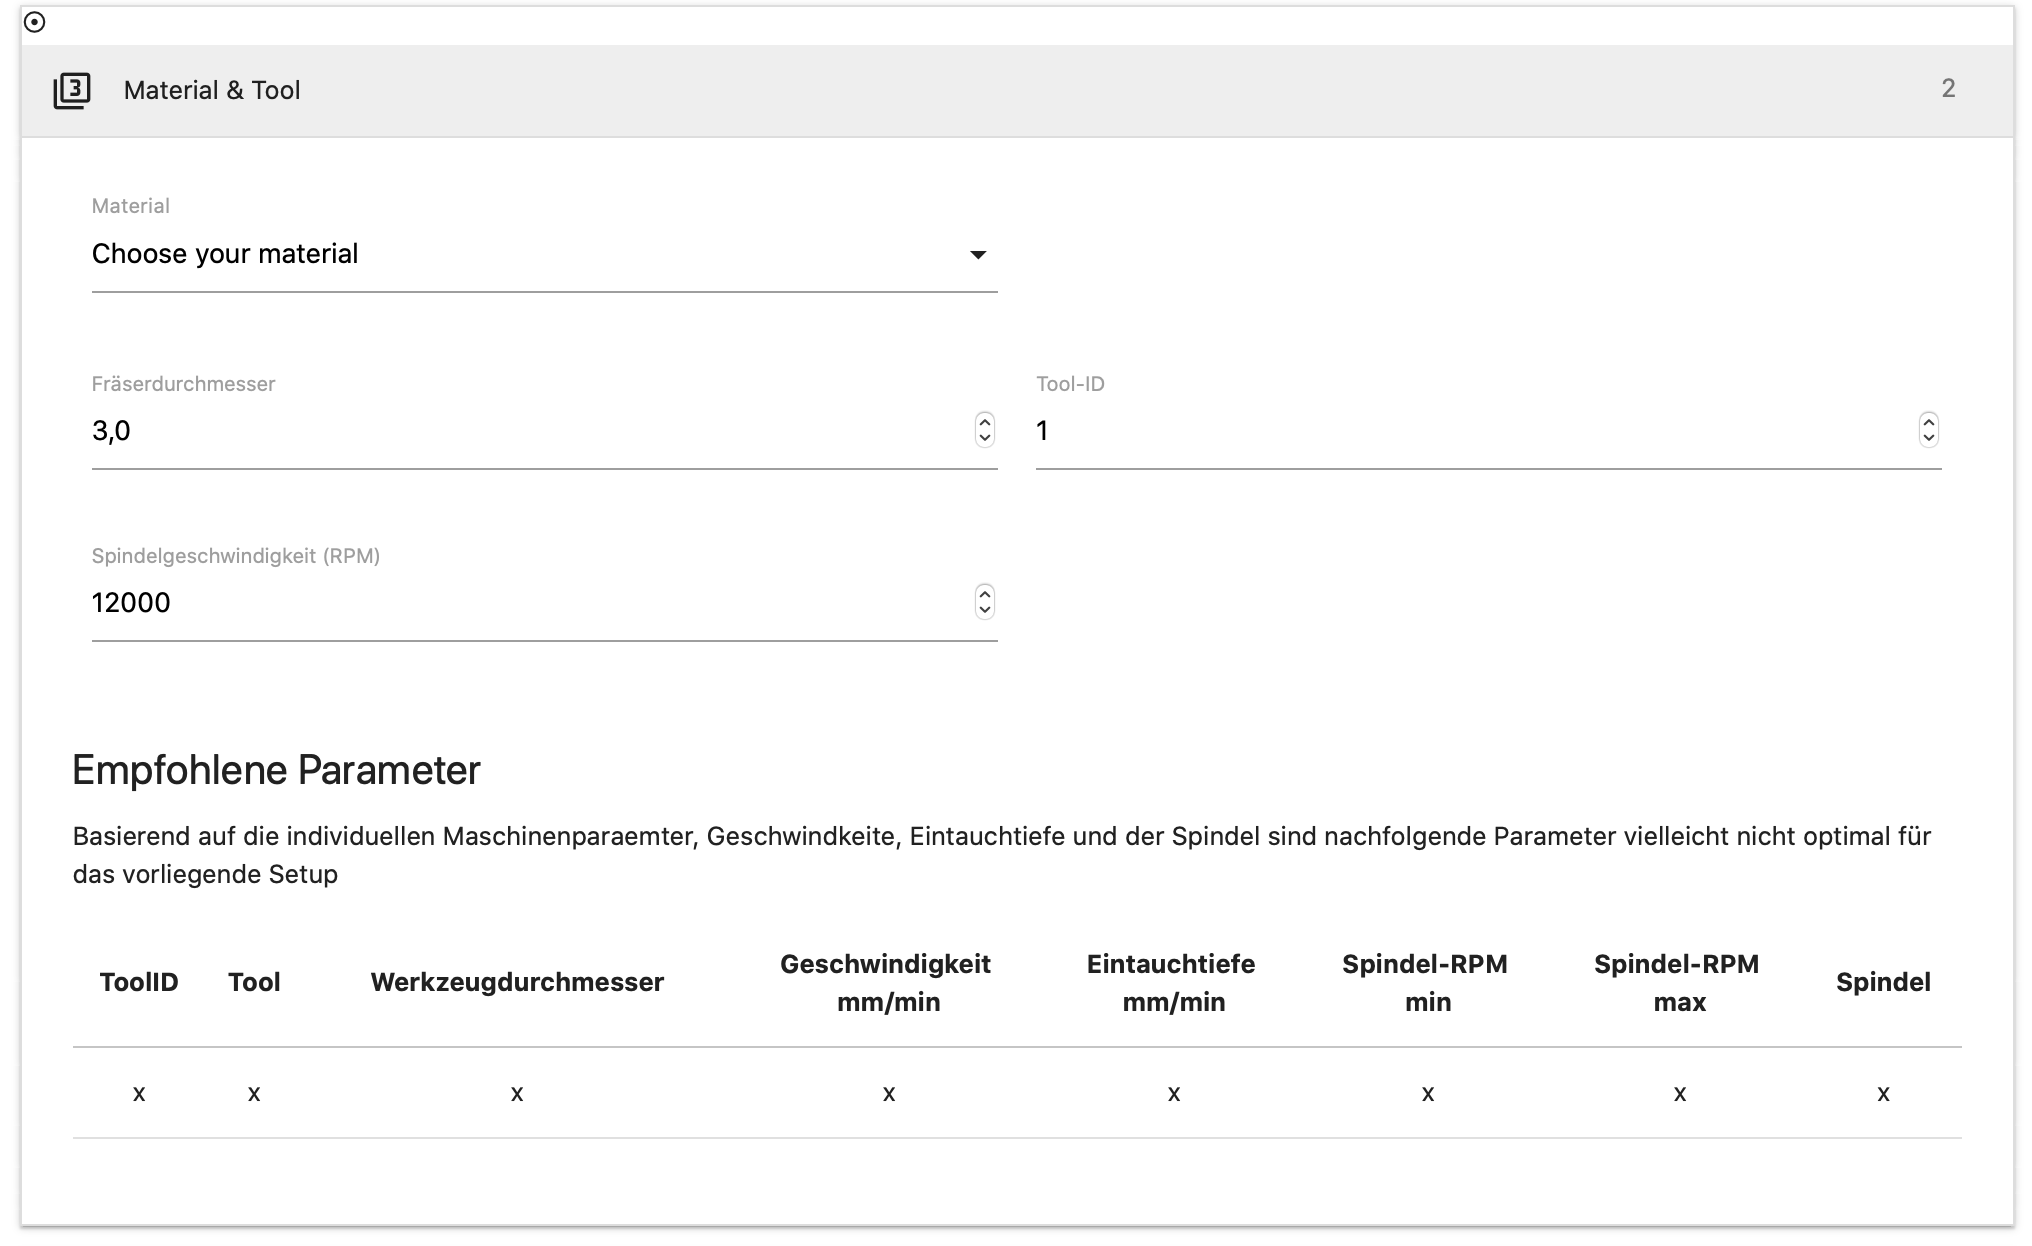 3
Material & Tool
2
Material
Choose your material
Fräserdurchmesser
Tool-ID
3,0
1
Spindelgeschwindigkeit (RPM)
12000
Empfohlene Parameter
Basierend auf die individuellen Maschinenparaemter, Geschwindkeite, Eintauchtiefe und der Spindel sind nachfolgende Parameter vielleicht nicht optimal für
das vorliegende Setup
ToolID Tool Werkzeugdurchmesser Geschwindigkeit mm/min Eintauchtiefe mm/min Spindel-RPM min Spindel-RPM max Spindel
x x x x x x x x